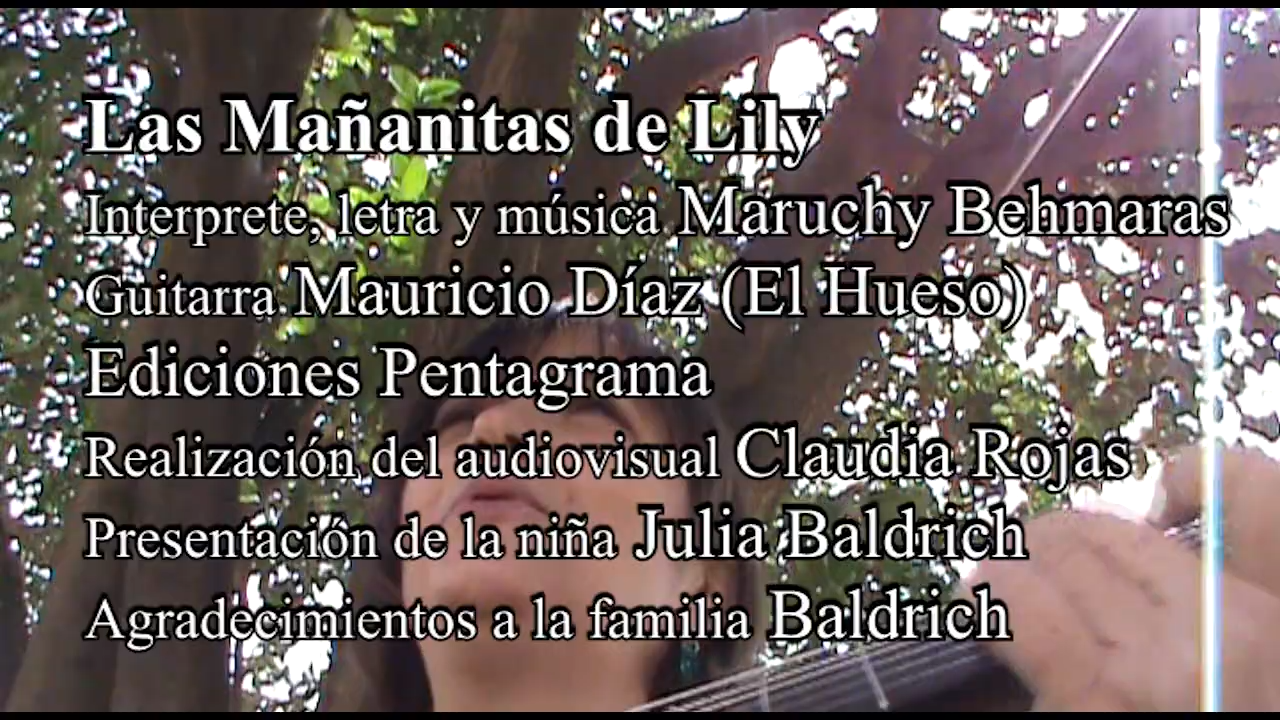 Las Mañanitas de Lily
Interprete, letra y música Maruchy Behmaras
Guitarra Mauricio Díaz (El Hueso)
Ediciones Pentagrama
Realización del audiovisual Claudia Rojas
Presentación de la niña Julia Baldrich
Agradecimientos a la familia Baldrich